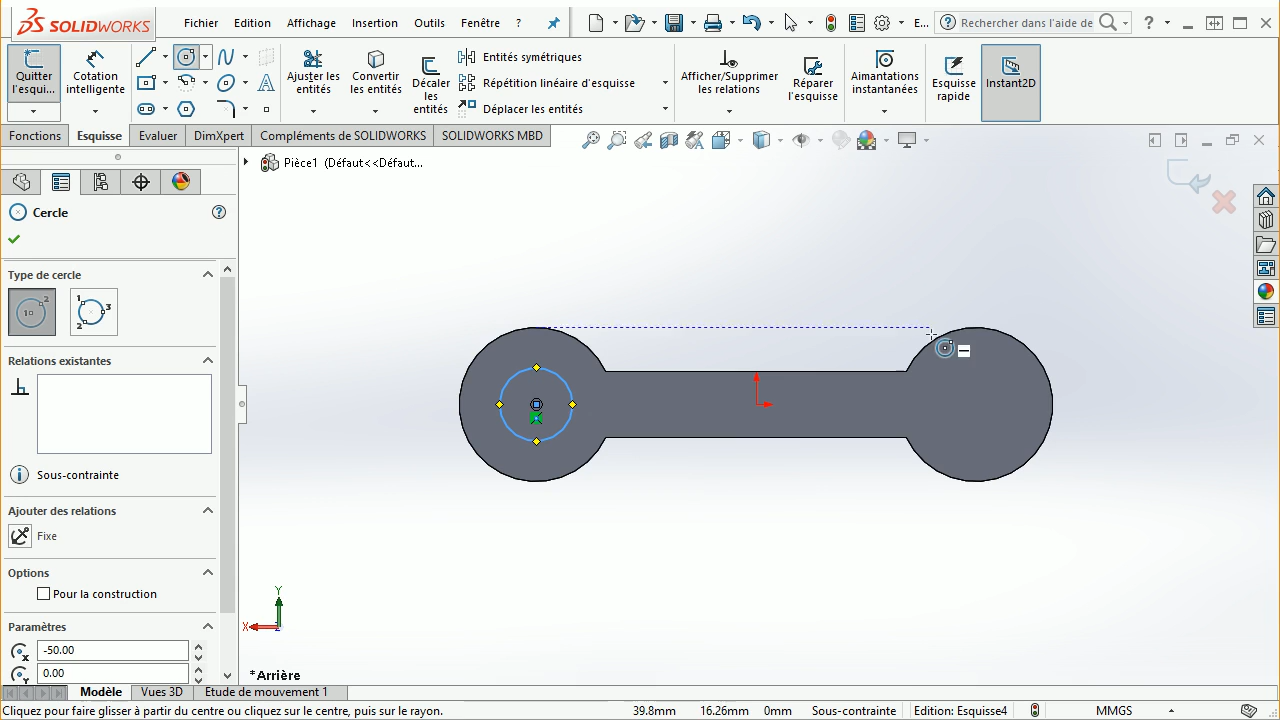 SOLIDWORKS
Fichier
Edition
Affichage
Insertion
Outils
Fenêtre
?
E...
Rechercher dans l'aide de
?
Quitter
l'esqui...
Cotation
intelligente
Ajuster les
entités
Convertir
les entités
Décaler
les
entités
Entités symétriques
Répétition linéaire d'esquisse
Déplacer les entités
Afficher/Supprimer
les relations
Réparer
l'esquisse
Aimantations
instantanées
Esquisse
rapide
Instant2D
Fonctions
Esquisse
Evaluer
DimXpert
Compléments de SOLIDWORKS
SOLIDWORKS MBD
Pièce1 (Défaut<<Défaut...
Cercle
?
Type de cercle
Relations existantes
Sous-contrainte
Ajouter des relations
Fixe
Options
Pour la construction
Paramètres
-50.00
0.00
Y
X
Z
*Arrière
Modèle
Vues 3D
Etude de mouvement 1
Cliquez pour faire glisser à partir du centre ou cliquez sur le centre, puis sur le rayon.
39.8mm
16.26mm
0mm
Sous-contrainte
Edition: Esquisse4
MMGS